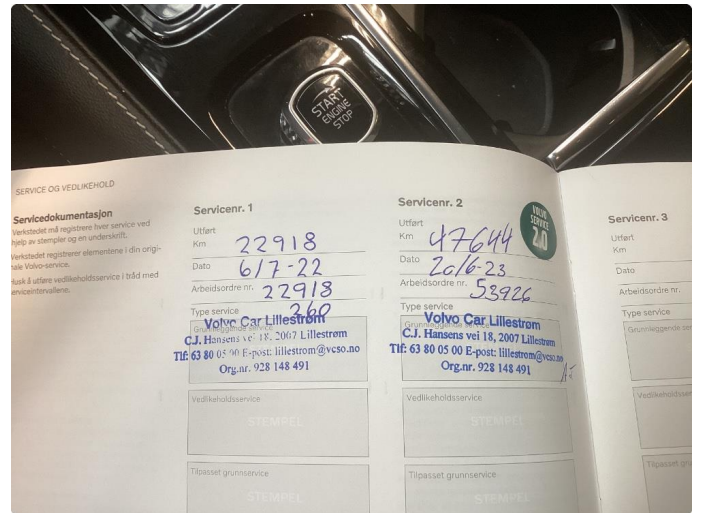 START
ENGINE
STOP
SERVICE OG VEDLIKEHOLD
Servicedokumentasjon
Verkstedet må registrere hver service ved
hjelp av stempler og en underskrift.
Verkstedet registrerer elementene i din origi-
nale Volvo-service.
Husk å utføre vedlikeholdsservice i tråd med
serviceintervallene.
Servicenr. 1
Utført
Km 22918
Dato 6/7-22
Arbeidsordre nr. 22918
Type service 260
Grunnleggende service
Volvo Car Lillestrøm
C.J. Hansens vei 18, 2007 Lillestrøm
Tlf: 63 80 05 00 E-post: lillestrom@vcso.no
Org.nr. 928 148 491
Vedlikeholdsservice
STEMPEL
Tilpasset grunnservice
STEMPEL
Servicenr. 2
VOLVO
SERVICE
2.0
Utført
Km 47644
Dato 20/6-23
Arbeidsordre nr. 53926
Type service
Grunnleggende service
Volvo Car Lillestrøm
C.J. Hansens vei 18, 2007 Lillestrøm
Tlf: 63 80 05 00 E-post: lillestrom@vcso.no
Org.nr. 928 148 491
Vedlikeholdsservice
STEMPEL
Tilpasset grunnservice
STEMPEL
Servicenr. 3
Utført
Km
Dato
Arbeidsordre nr.
Type service
Grunnleggende ser
Vedlikeholdsservice
Tilpasset gru